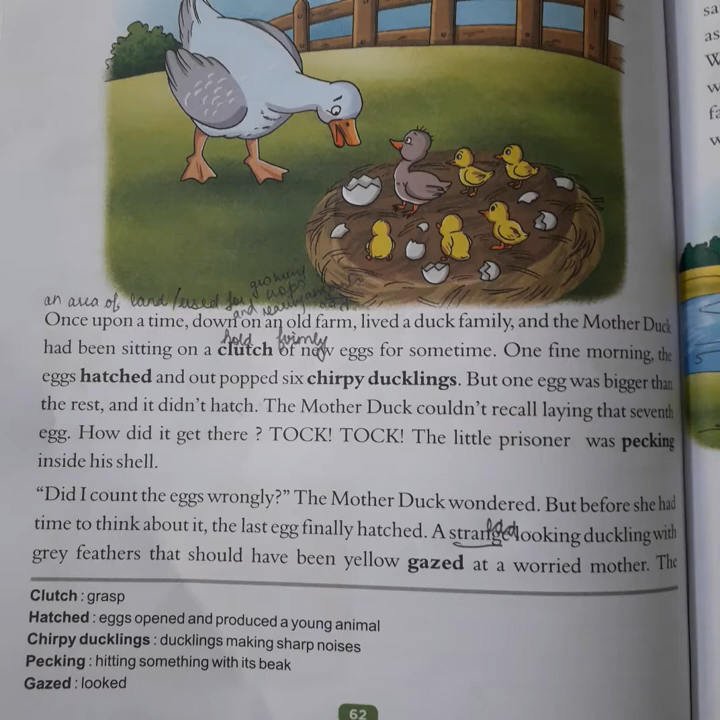 growing
crops
an area of land/used for and rearing animals
Once upon a time, down on an old farm, lived a duck family, and the Mother Duck
hold firmly
had been sitting on a clutch of new eggs for sometime. One fine morning, the
eggs hatched and out popped six chirpy ducklings. But one egg was bigger than
the rest, and it didn't hatch. The Mother Duck couldn't recall laying that seventh
egg. How did it get there ? TOCK! TOCK! The little prisoner was pecking
inside his shell.
"Did I count the eggs wrongly?" The Mother Duck wondered. But before she had
time to think about it, the last egg finally hatched. A strange looking duckling with
grey feathers that should have been yellow gazed at a worried mother. The
Clutch : grasp
Hatched : eggs opened and produced a young animal
Chirpy ducklings : ducklings making sharp noises
Pecking : hitting something with its beak
Gazed : looked
62
sa
as
W
w
fa
w